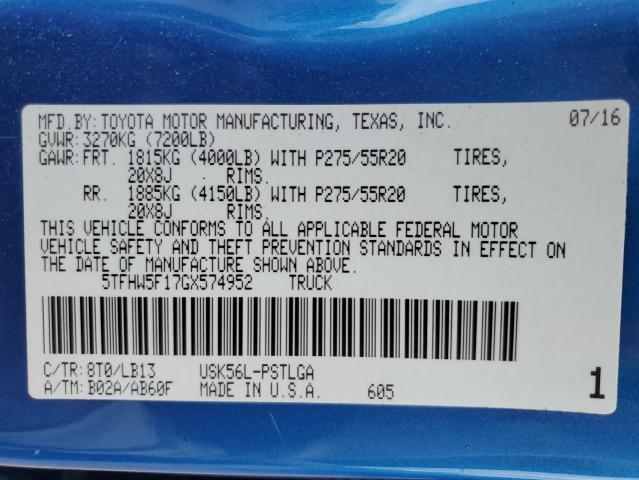 MFD.BY: TOYOTA MOTOR MANUFACTURING, TEXAS, INC. 07/16
GVWR: 3270KG (7200LB)
GAWR: FRT. 1815KG (4000LB) WITH P275/55R20 TIRES,
20X8J RIMS.
RR. 1885KG (4150LB) WITH P275/55R20 TIRES,
20X8J RIMS.
THIS VEHICLE CONFORMS TO ALL APPLICABLE FEDERAL MOTOR
VEHICLE SAFETY AND THEFT PREVENTION STANDARDS IN EFFECT ON
THE DATE OF MANUFACTURE SHOWN ABOVE.
5TFHW5F17GX574952 TRUCK
C/TR: 8T0/LB13 USK56L-PSTLGA
A/TM: B02A/AB60F MADE IN U.S.A. 605 1